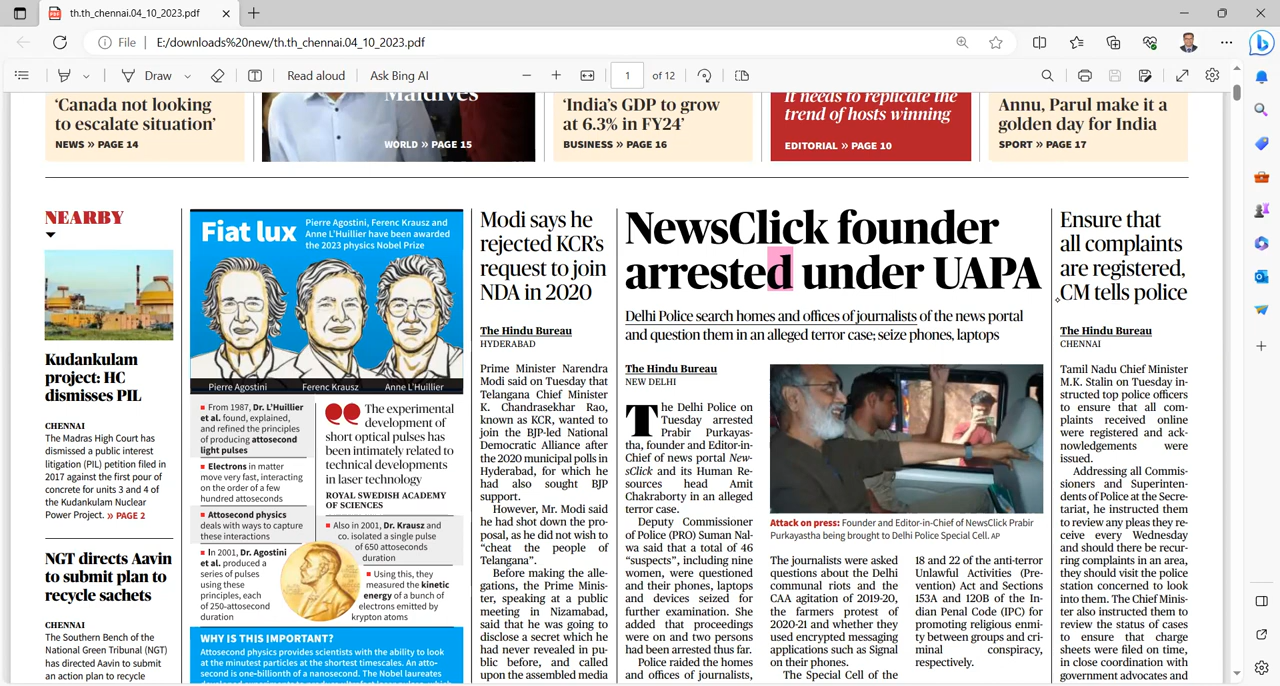 th.th_chennai.04_10_2023.pdf
File
E:/downloads%20new/th.th_chennai.04_10_2023.pdf
Draw
Read aloud
Ask Bing AI
1
of 12
‘Canada not looking
to escalate situation’
NEWS » PAGE 14
Maldives
WORLD » PAGE 15
‘India’s GDP to grow
at 6.3% in FY24’
BUSINESS » PAGE 16
It needs to replicate the
trend of hosts winning
EDITORIAL » PAGE 10
Annu, Parul make it a
golden day for India
SPORT » PAGE 17
NEARBY
Kudankulam
project: HC
dismisses PIL
CHENNAI
The Madras High Court has
dismissed a public interest
litigation (PIL) petition filed in
2017 against the first pour of
concrete for units 3 and 4 of
the Kudankulam Nuclear
Power Project. » PAGE 2
NGT directs Aavin
to submit plan to
recycle sachets
CHENNAI
The Southern Bench of the
National Green Tribunal (NGT)
has directed Aavin to submit
an action plan to recycle
Fiat lux
Pierre Agostini, Ferenc Krausz and
Anne L’Huillier have been awarded
the 2023 physics Nobel Prize
Pierre Agostini
Ferenc Krausz
Anne L’Huillier
From 1987, Dr. L’Huillier
et al. found, explained,
and refined the principles
of producing attosecond
light pulses
Electrons in matter
move very fast, interacting
on the order of a few
hundred attoseconds
Attosecond physics
deals with ways to capture
these interactions
In 2001, Dr. Agostini
et al. produced a
series of pulses
using these
principles, each
of 250-attosecond
duration
The experimental
development of
short optical pulses has
been intimately related to
technical developments
in laser technology
ROYAL SWEDISH ACADEMY
OF SCIENCES
Also in 2001, Dr. Krausz and
co. isolated a single pulse
of 650 attoseconds
duration
Using this, they
measured the kinetic
energy of a bunch of
electrons emitted by
krypton atoms
WHY IS THIS IMPORTANT?
Attosecond physics provides scientists with the ability to look
at the minutest particles at the shortest timescales. An atto-
second is one-billionth of a nanosecond. The Nobel laureates
Modi says he
rejected KCR’s
request to join
NDA in 2020
The Hindu Bureau
HYDERABAD
Prime Minister Narendra
Modi said on Tuesday that
Telangana Chief Minister
K. Chandrasekhar Rao,
known as KCR, wanted to
join the BJP-led National
Democratic Alliance after
the 2020 municipal polls in
Hyderabad, for which he
had also sought BJP
support.
However, Mr. Modi said
he had shot down the pro-
posal, as he did not wish to
“cheat the people of
Telangana”.
Before making the alle-
gations, the Prime Minis-
ter, speaking at a public
meeting in Nizamabad,
said that he was going to
disclose a secret which he
had never revealed in pu-
blic before, and called
upon the assembled media
NewsClick founder
arrested under UAPA
Delhi Police search homes and offices of journalists of the news portal
and question them in an alleged terror case; seize phones, laptops
The Hindu Bureau
NEW DELHI
The Delhi Police on
Tuesday arrested
Prabir Purkayas-
tha, founder and Editor-in-
Chief of news portal New-
sClick and its Human Re-
sources head Amit
Chakraborty in an alleged
terror case.
Deputy Commissioner
of Police (PRO) Suman Nal-
wa said that a total of 46
“suspects”, including nine
women, were questioned
and their phones, laptops
and devices seized for
further examination. She
added that proceedings
were on and two persons
had been arrested thus far.
Police raided the homes
and offices of journalists,
Attack on press: Founder and Editor-in-Chief of NewsClick Prabir
Purkayastha being brought to Delhi Police Special Cell. AP
The journalists were asked
questions about the Delhi
communal riots and the
CAA agitation of 2019-20,
the farmers protest of
2020-21 and whether they
used encrypted messaging
applications such as Signal
on their phones.
The Special Cell of the
18 and 22 of the anti-terror
Unlawful Activities (Pre-
vention) Act and Sections
153A and 120B of the In-
dian Penal Code (IPC) for
promoting religious enmi-
ty between groups and cri-
minal conspiracy,
respectively.
Ensure that
all complaints
are registered,
CM tells police
The Hindu Bureau
CHENNAI
Tamil Nadu Chief Minister
M.K. Stalin on Tuesday in-
structed top police officers
to ensure that all com-
plaints received online
were registered and ack-
nowledgements were
issued.
Addressing all Commis-
sioners and Superinten-
dents of Police at the Secre-
tariat, he instructed them
to review any pleas they re-
ceive every Wednesday
and should there be recur-
ring complaints in an area,
they should visit the police
station concerned to look
into them. The Chief Minis-
ter also instructed them to
review the status of cases
to ensure that charge
sheets were filed on time,
in close coordination with
government advocates and